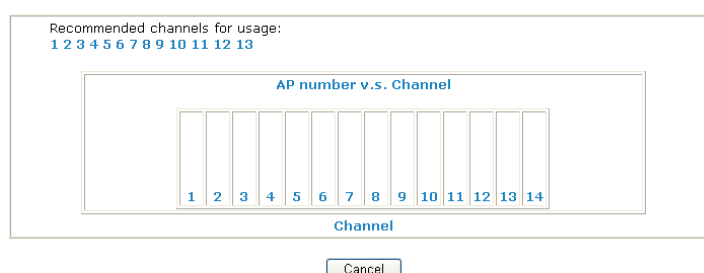 Recommended channels for usage:
1 2 3 4 5 6 7 8 9 10 11 12 13
AP number v.s. Channel
1 2 3 4 5 6 7 8 9 10 11 12 13 14
Channel
Cancel